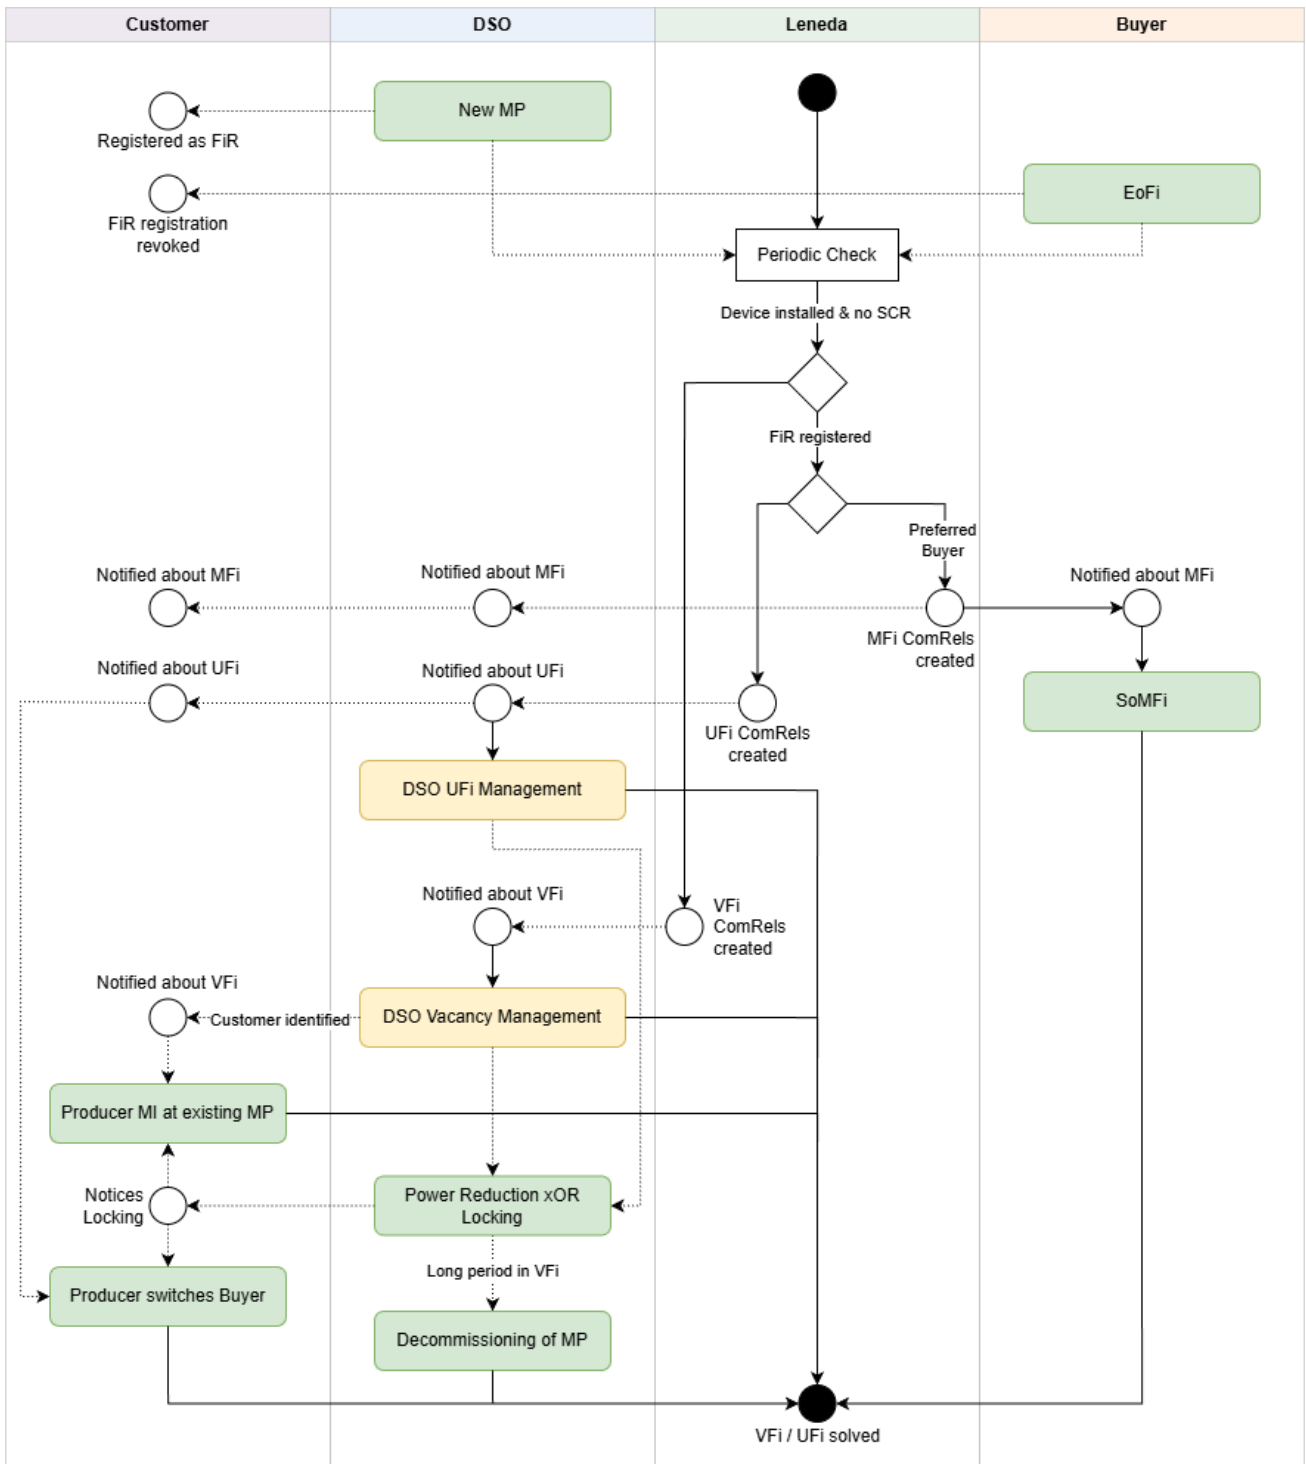 Customer
DSO
Leneda
Buyer
New MP
Registered as FiR
EoFi
FiR registration
revoked
Periodic Check
Device installed & no SCR
FiR registered
Preferred
Buyer
Notified about MFi
Notified about MFi
Notified about MFi
MFi ComRels
created
Notified about UFi
Notified about UFi
SoMFi
UFi ComRels
created
DSO UFi Management
Notified about VFi
VFi
ComRels
created
Notified about VFi
Customer identified
DSO Vacancy Management
Producer MI at existing MP
Notices
Locking
Power Reduction xOR
Locking
Long period in VFi
Producer switches Buyer
Decommissioning of MP
VFi / UFi solved